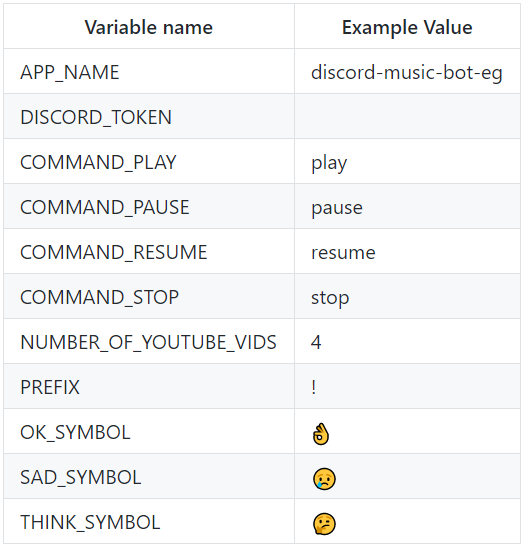 Variable name Example Value
APP_NAME discord-music-bot-eg
DISCORD_TOKEN
COMMAND_PLAY play
COMMAND_PAUSE pause
COMMAND_RESUME resume
COMMAND_STOP stop
NUMBER_OF_YOUTUBE_VIDS 4
PREFIX !
OK_SYMBOL 👌
SAD_SYMBOL 😢
THINK_SYMBOL 🤔